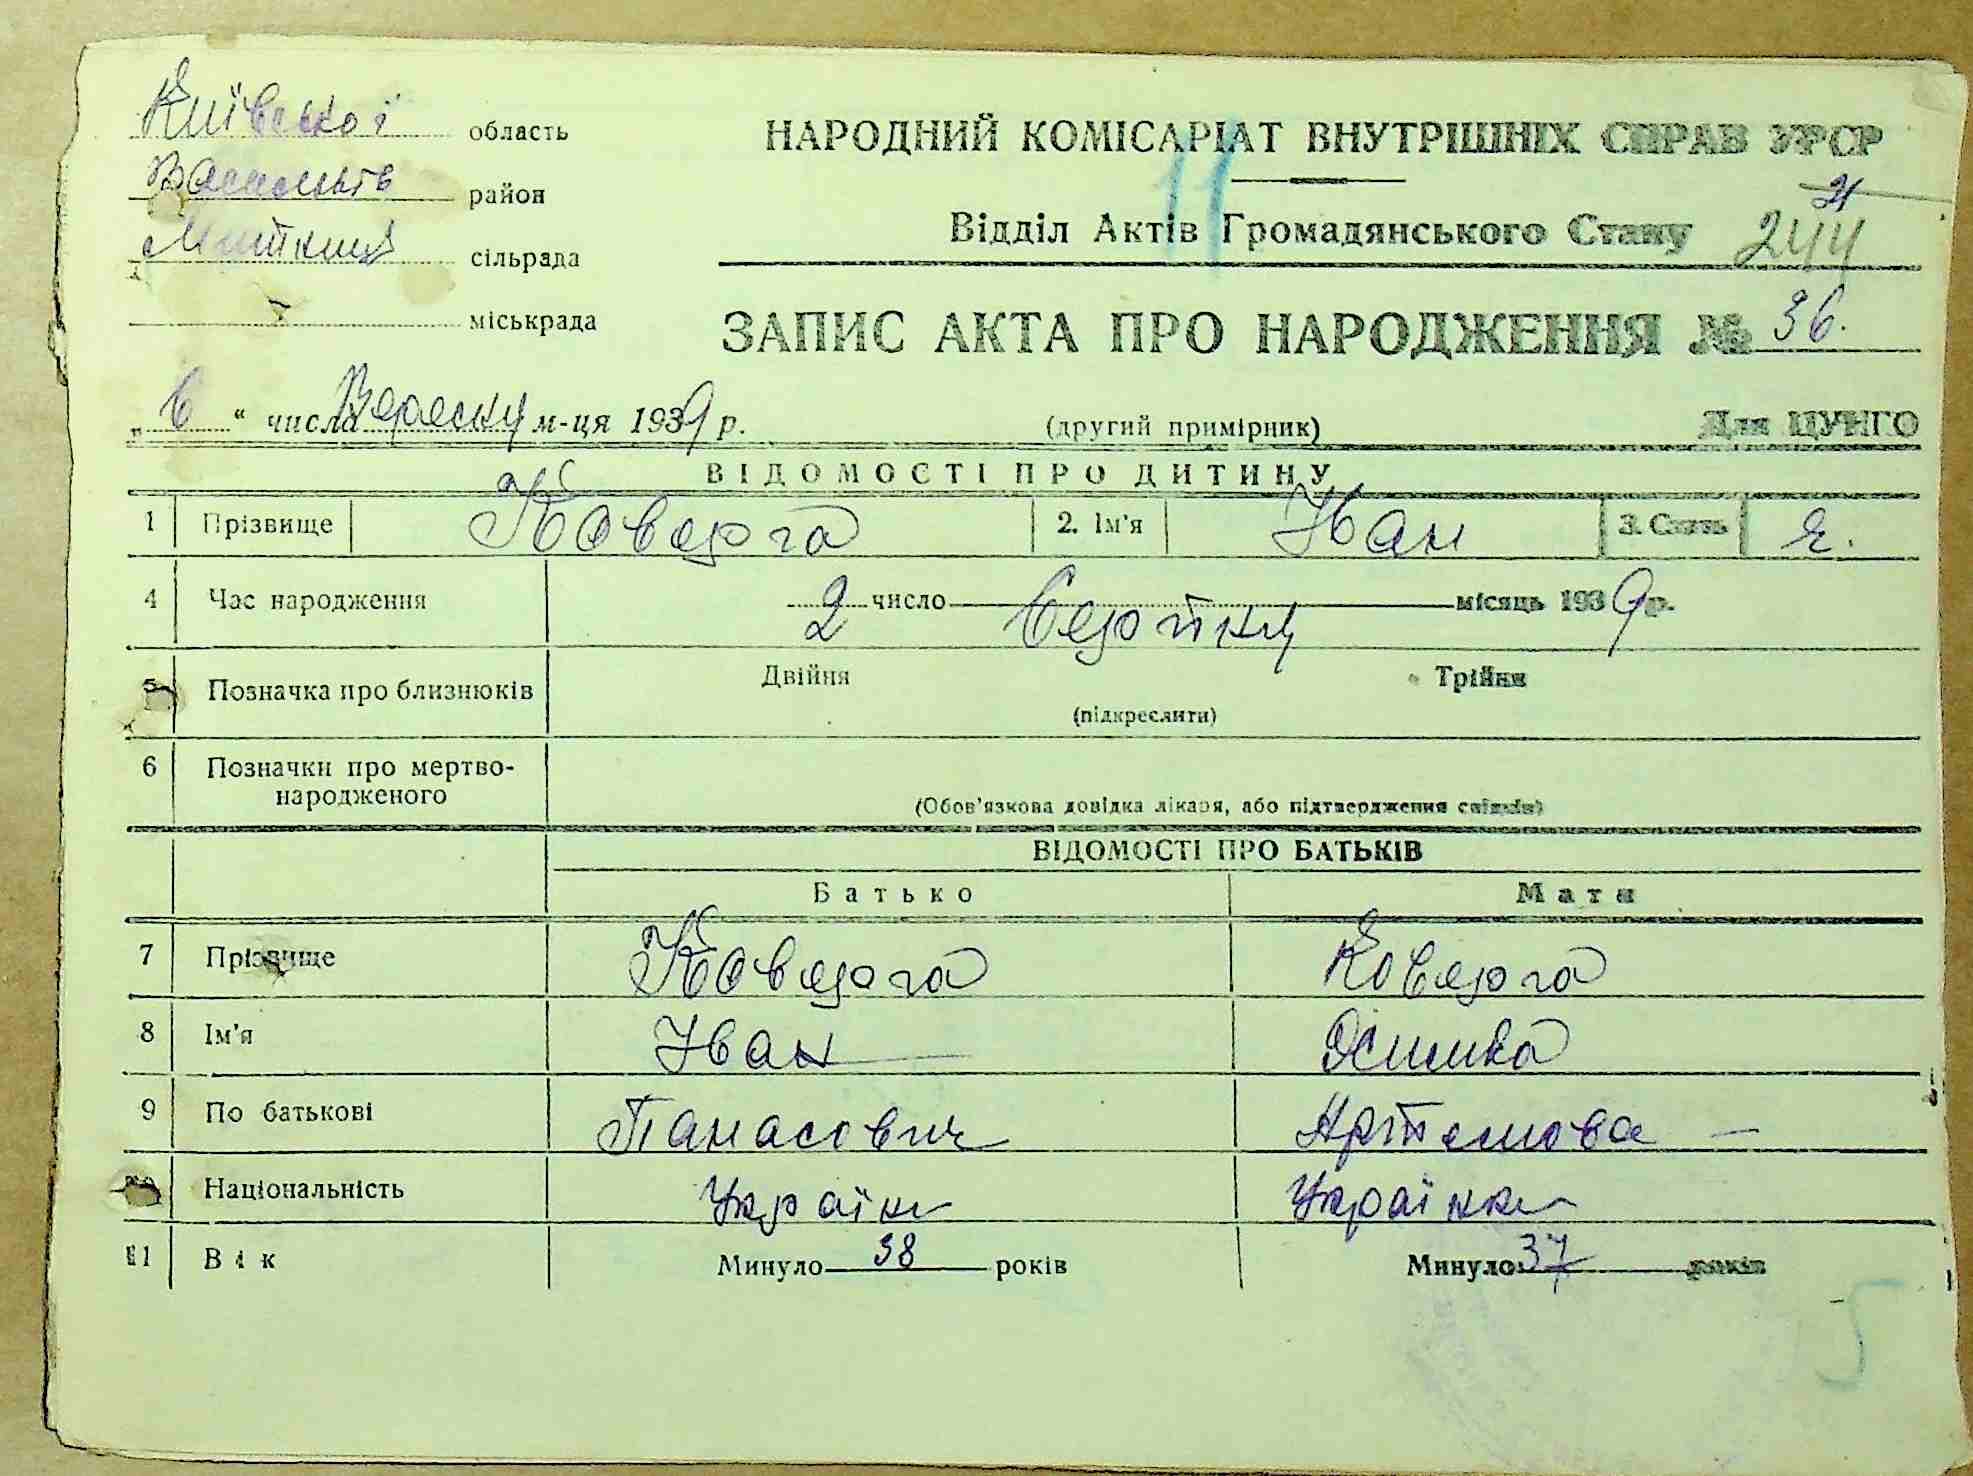 Київської область
Васильків район
Митниця сільрада
міськрада
НАРОДНИЙ КОМІСАРІАТ ВНУТРІШНІХ СПРАВ УРСР
Відділ Актів Громадянського Стану 244
ЗАПИС АКТА ПРО НАРОДЖЕННЯ № 36.
„6“ числа Вересня м-ця 1939 р. (другий примірник) Для ЦУНГО
ВІДОМОСТІ ПРО ДИТИНУ
1 Прізвище Коверга 2. Ім'я Іван 3. Стать ч.
4 Час народження 2 число Серпня місяць 1939 р.
5 Позначка про близнюків Двійня Трійня
(підкреслити)
6 Позначки про мертво-
народженого
(Обов'язкова довідка лікаря, або підтвердження свідків)
ВІДОМОСТІ ПРО БАТЬКІВ
Батько Мати
7 Прізвище Коверга Коверга
8 Ім'я Іван
9 По батькові Панасович Артемова
10 Національність Україн Українка
11 Вік Минуло 38 років Минуло 37 років
5